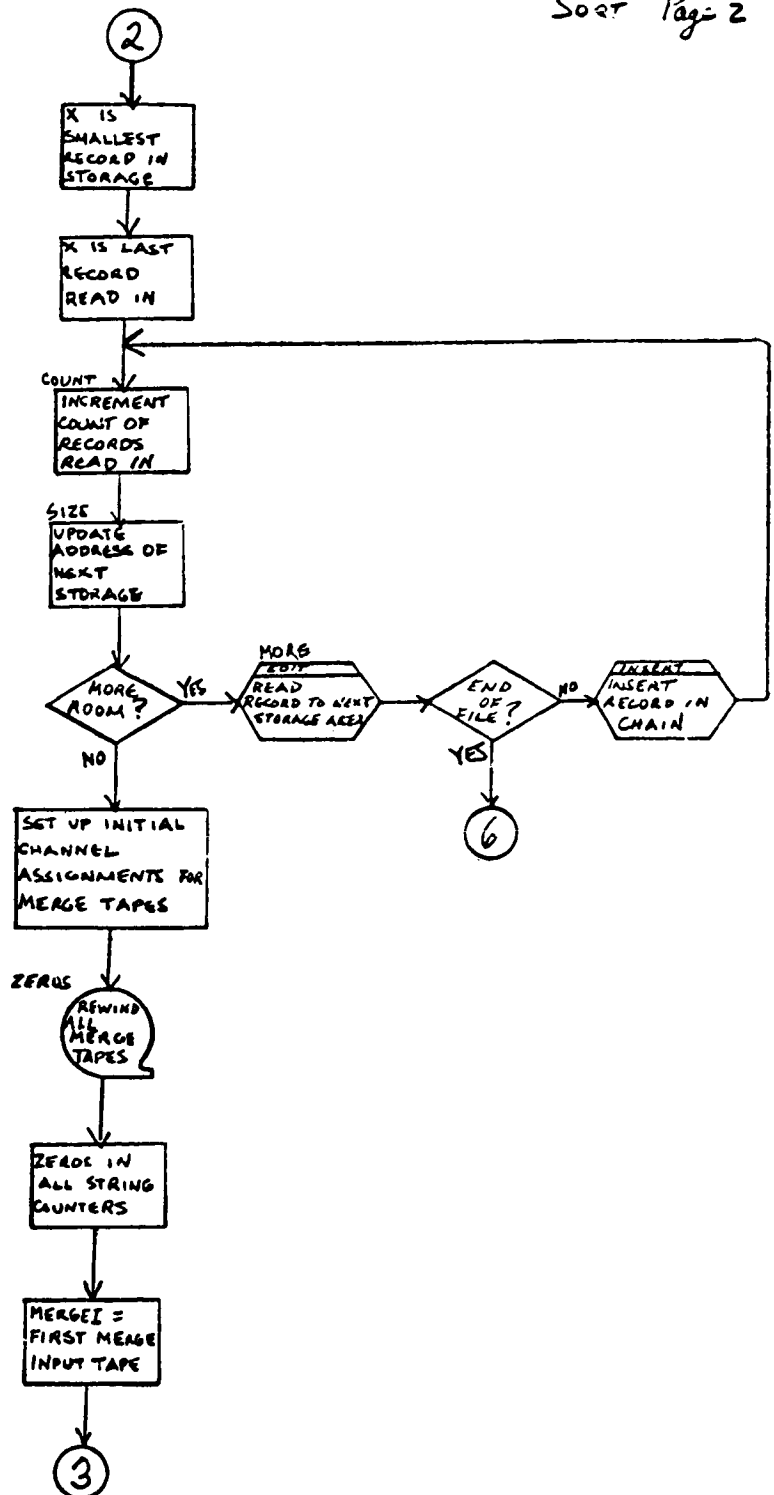 SORT Page 2
2
X IS
SMALLEST
RECORD IN
STORAGE
X IS LAST
RECORD
READ IN
COUNT
INCREMENT
COUNT OF
RECORDS
READ IN
SIZE
UPDATE
ADDRESS OF
NEXT
STORAGE
MORE
ROOM?
YES
MORE
EDIT
READ
RECORD TO NEXT
STORAGE AREA
END
OF
FILE?
NO
INSERT
INSERT
RECORD IN
CHAIN
YES
6
NO
SET UP INITIAL
CHANNEL
ASSIGNMENTS FOR
MERGE TAPES
ZEROS
REWIND
ALL
MERGE
TAPES
ZEROS IN
ALL STRING
COUNTERS
MERGEI =
FIRST MERGE
INPUT TAPE
3